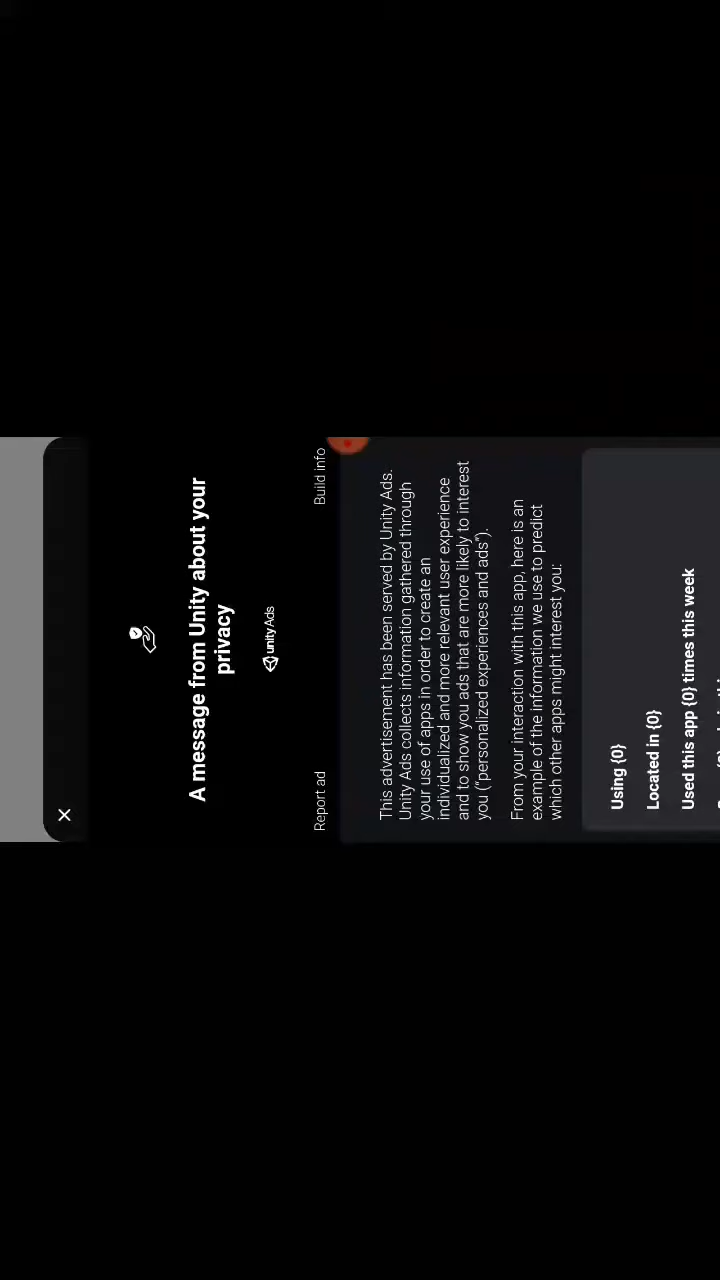 A message from Unity about your
privacy
unity Ads
Report ad
Build info
This advertisement has been served by Unity Ads.
Unity Ads collects information gathered through
your use of apps in order to create an
individualized and more relevant user experience
and to show you ads that are more likely to interest
you ("personalized experiences and ads").
From your interaction with this app, here is an
example of the information we use to predict
which other apps might interest you:
Using {0}
Located in {0}
Used this app {0} times this week